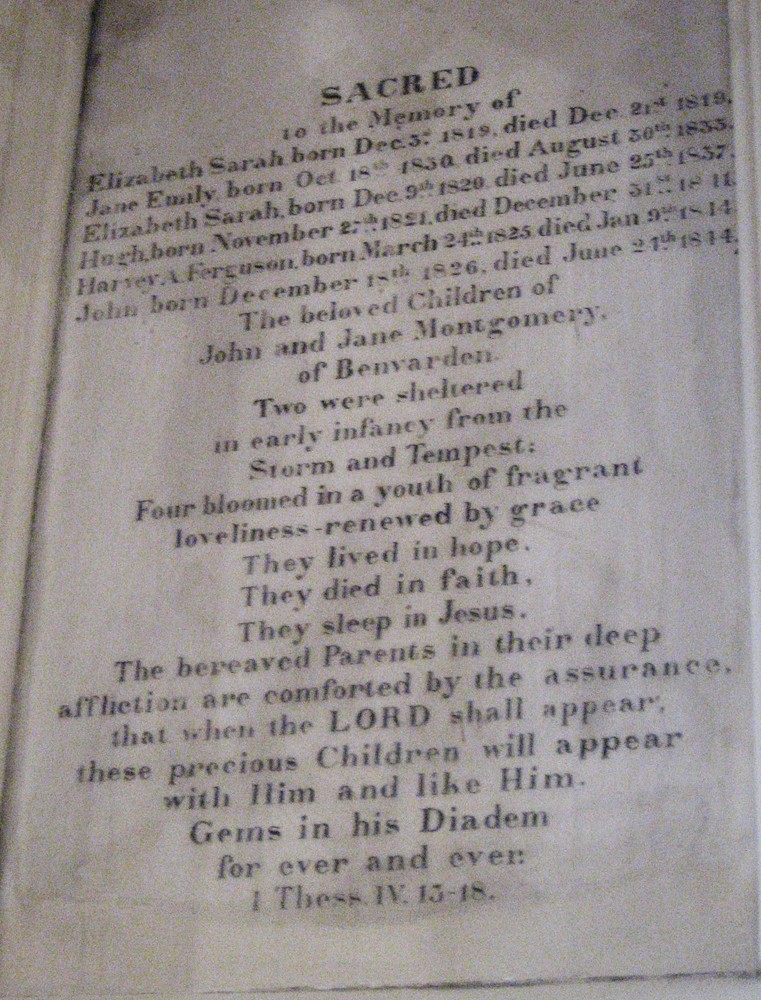 SACRED
to the Memory of
Elizabeth Sarah born Dec. 3d 1819, died Dec. 21st 1819,
Jane Emily, born Oct 18th 1830, died August 30th 1833.
Elizabeth Sarah, born Dec. 9th 1820, died June 25th 1837.
Hugh, born November 27th 1821, died December 31st 1841.
Harvey A. Ferguson, born March 24th 1825 died Jan 9th 1844
John, born December 18th 1826, died June 24th 1844,
The beloved Children of
John and Jane Montgomery,
of Benvarden.
Two were sheltered
in early infancy from the
Storm and Tempest;
Four bloomed in a youth of fragrant
loveliness-renewed by grace
They lived in hope,
They died in faith,
They sleep in Jesus.
The bereaved Parents in their deep
affliction are comforted by the assurance,
that when the LORD shall appear,
these precious Children will appear
with Him and like Him.
Gems in his Diadem
for ever and ever.
1 Thess. IV. 13-18.